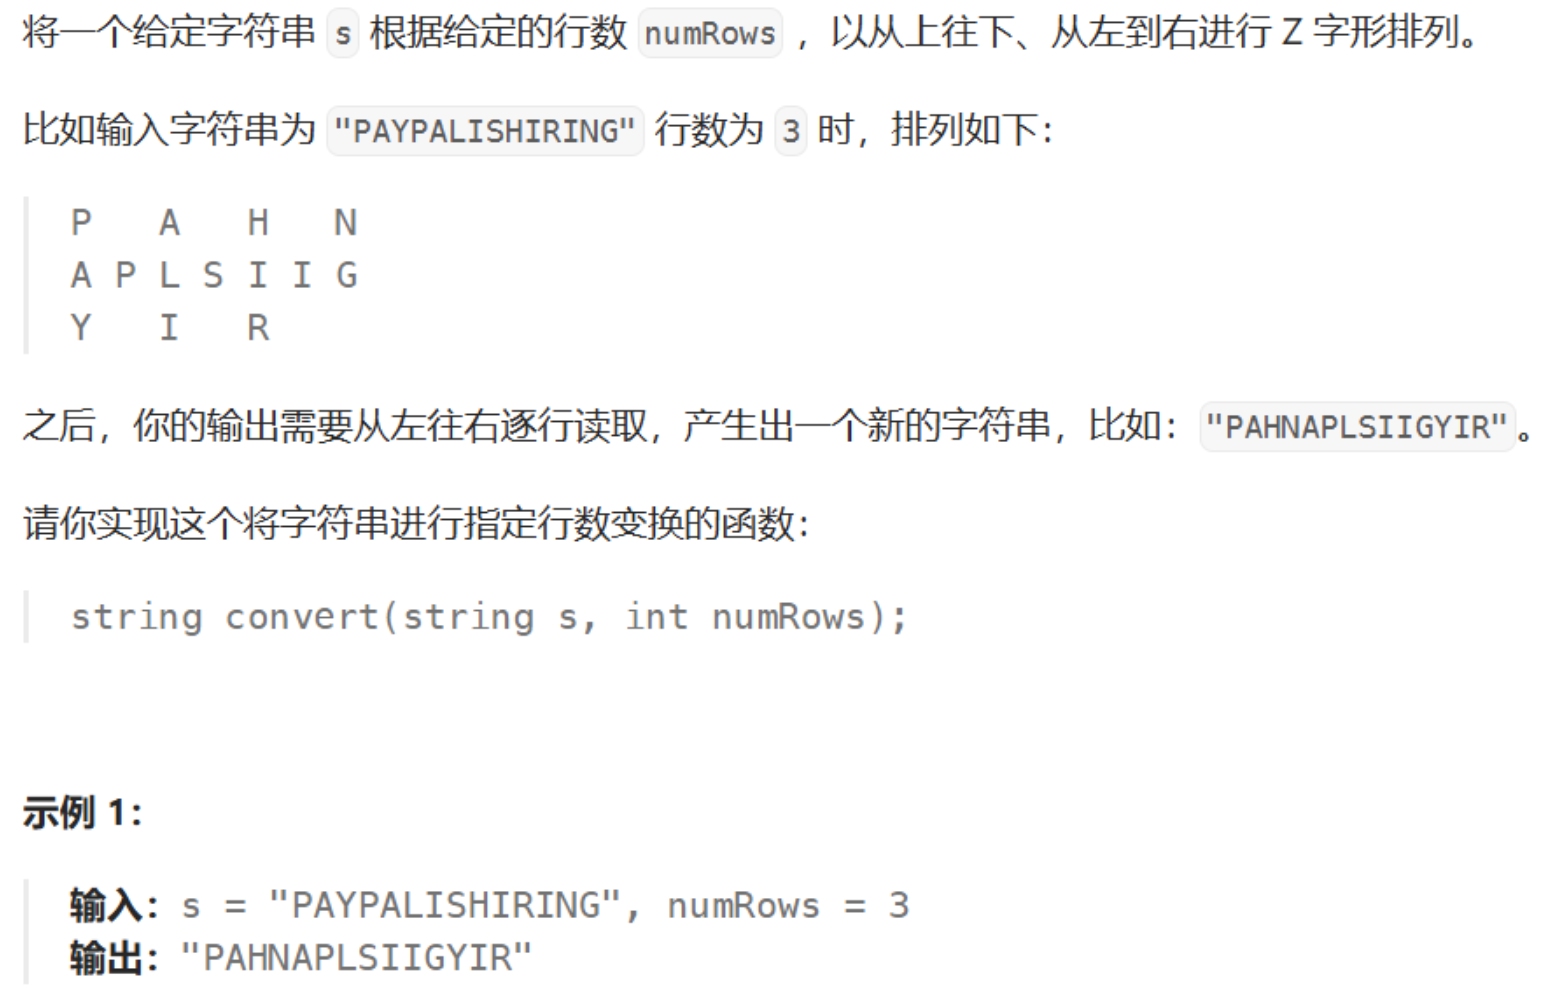 将一个给定字符串 s 根据给定的行数 numRows ，以从上往下、从左到右进行 Z 字形排列。
比如输入字符串为 "PAYPALISHIRING" 行数为 3 时，排列如下：
P   A   H   N
A P L S I I G
Y   I   R
之后，你的输出需要从左往右逐行读取，产生出一个新的字符串，比如："PAHNAPLSIIGYIR"。
请你实现这个将字符串进行指定行数变换的函数：
string convert(string s, int numRows);
示例 1：
输入：s = "PAYPALISHIRING", numRows = 3
输出："PAHNAPLSIIGYIR"